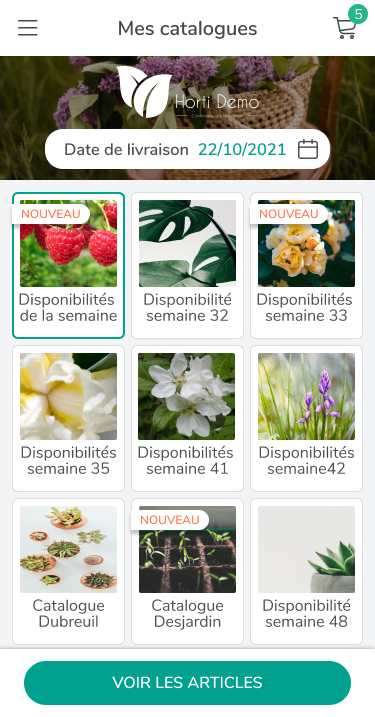 Mes catalogues
5
Horti Demo
Date de livraison 22/10/2021
NOUVEAU
Disponibilités
de la semaine
Disponibilité
semaine 32
NOUVEAU
Disponibilités
semaine 33
Disponibilités
semaine 35
Disponibilités
semaine 41
Disponibilités
semaine42
Catalogue
Dubreuil
NOUVEAU
Catalogue
Desjardin
Disponibilité
semaine 48
VOIR LES ARTICLES